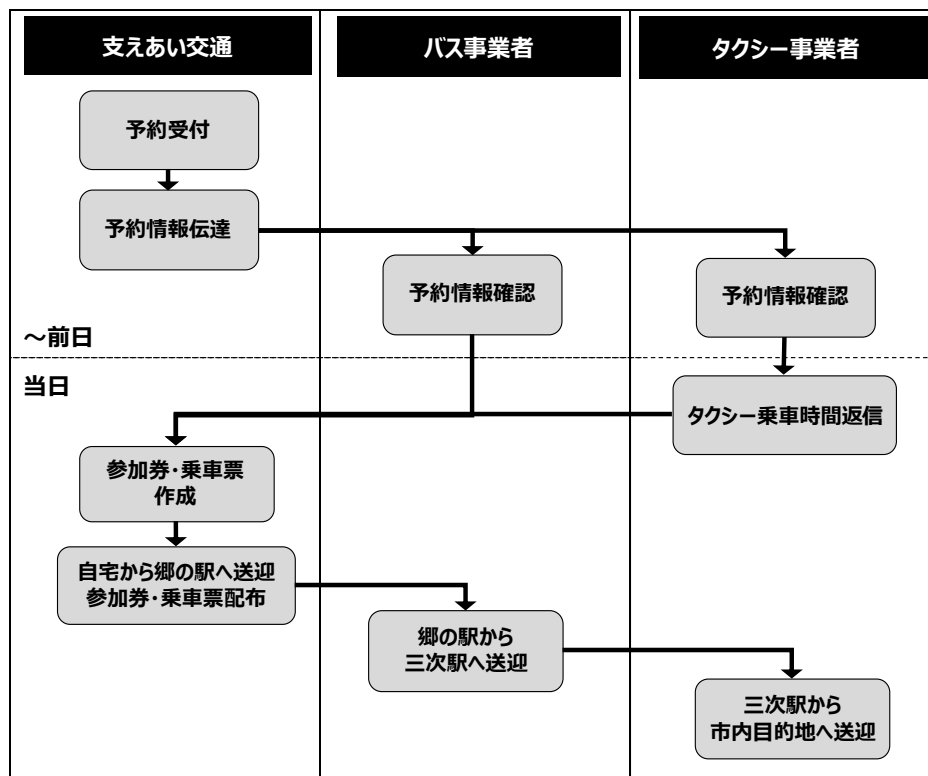 支えあい交通
バス事業者
タクシー事業者
予約受付
予約情報伝達
予約情報確認
予約情報確認
～前日
当日
タクシー乗車時間返信
参加券・乗車票
作成
自宅から郷の駅へ送迎
参加券・乗車票配布
郷の駅から
三次駅へ送迎
三次駅から
市内目的地へ送迎